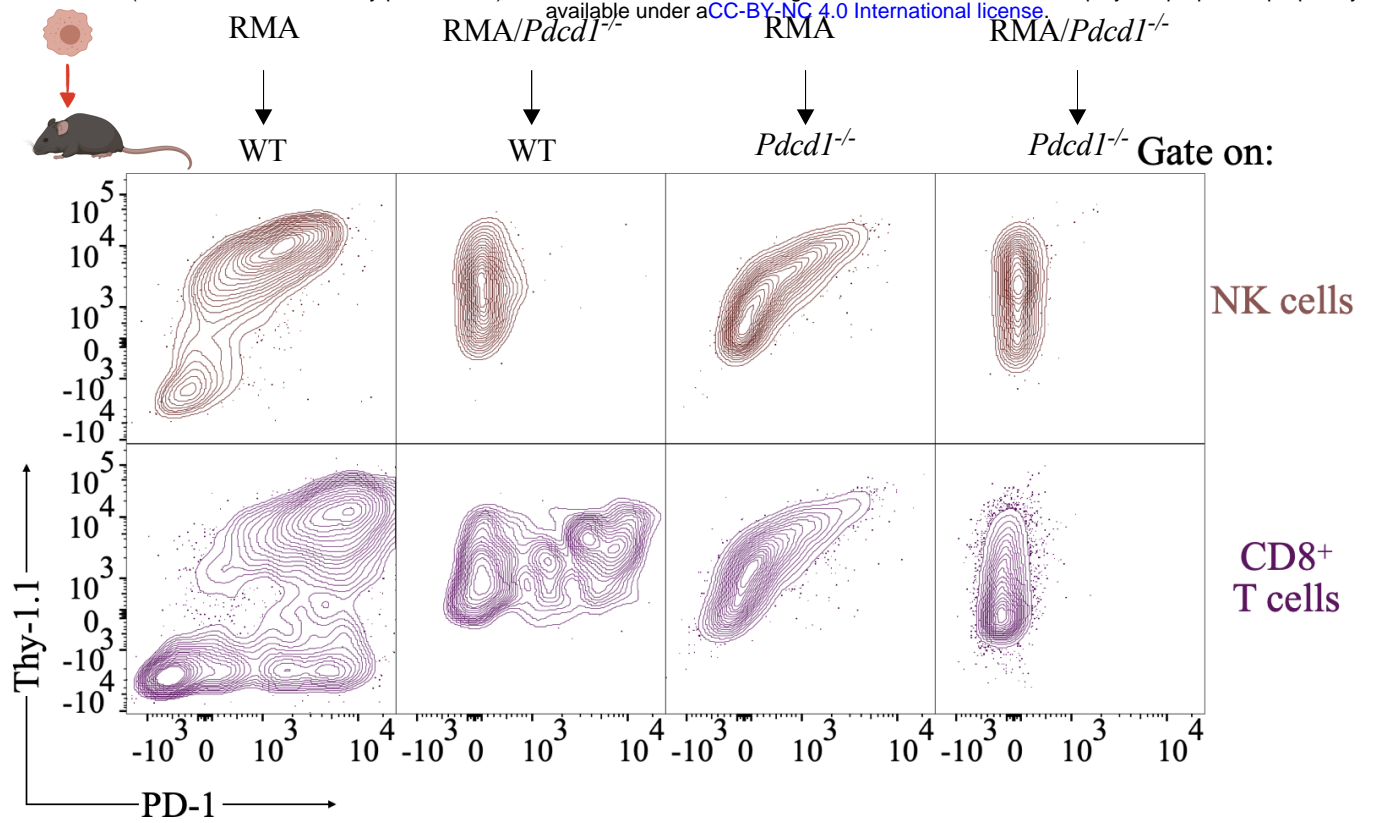 available under aCC-BY-NC 4.0 International license.
RMA RMA/Pdcd1-/- RMA RMA/Pdcd1-/-
WT WT Pdcd1-/- Pdcd1-/- Gate on:
10^5
10^4
10^3
0
-10^3
-10^4
NK cells
10^5
10^4
10^3
0
-10^3
-10^4
CD8+
T cells
Thy-1.1
-10^3 0 10^3 10^4 -10^3 0 10^3 10^4 -10^3 0 10^3 10^4 -10^3 0 10^3 10^4
PD-1